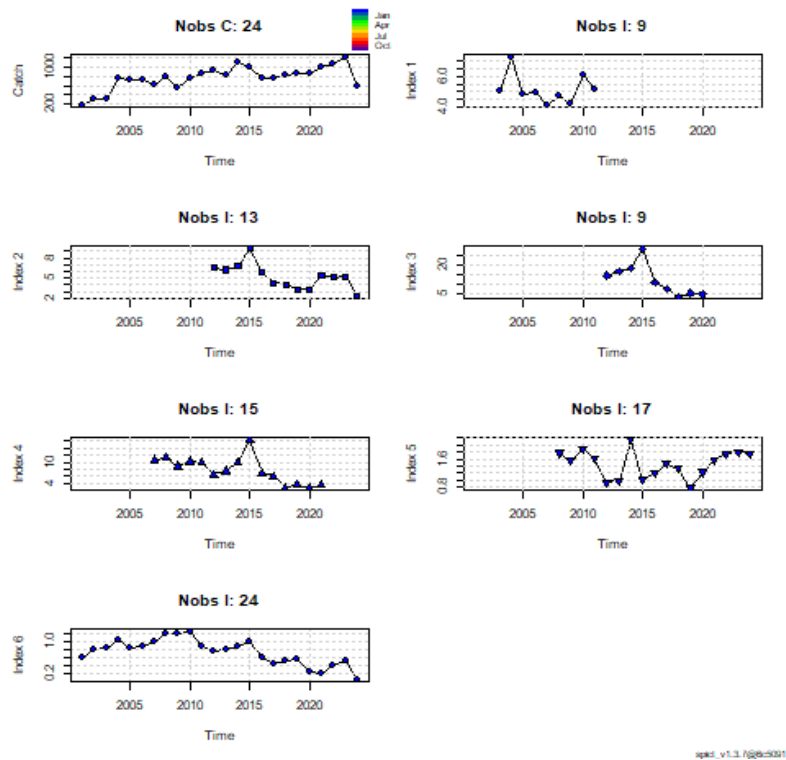 Nobs C: 24
Jan
Apr
Jul
Oct
Catch
200 1000
2005 2010 2015 2020
Time
Nobs I: 9
Index 1
4.0 6.0
2005 2010 2015 2020
Time
Nobs I: 13
Index 2
2 5 8
2005 2010 2015 2020
Time
Nobs I: 9
Index 3
5 20
2005 2010 2015 2020
Time
Nobs I: 15
Index 4
4 10
2005 2010 2015 2020
Time
Nobs I: 17
Index 5
0.8 1.6
2005 2010 2015 2020
Time
Nobs I: 24
Index 6
0.2 1.0
2005 2010 2015 2020
Time